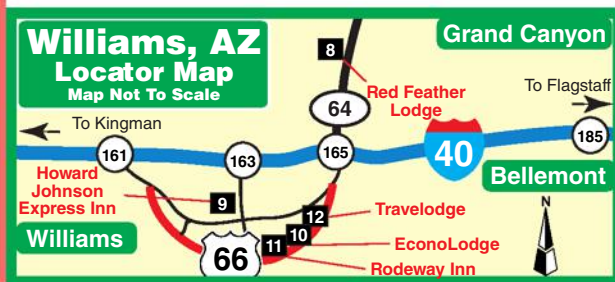 Williams, AZ
Locator Map
Map Not To Scale
Grand Canyon
8
Red Feather
Lodge
64
To Flagstaff
To Kingman
161
163
165
40
185
Howard
Johnson
Express Inn
9
Bellemont
Williams
12
Travelodge
10
EconoLodge
11
Rodeway Inn
66
N